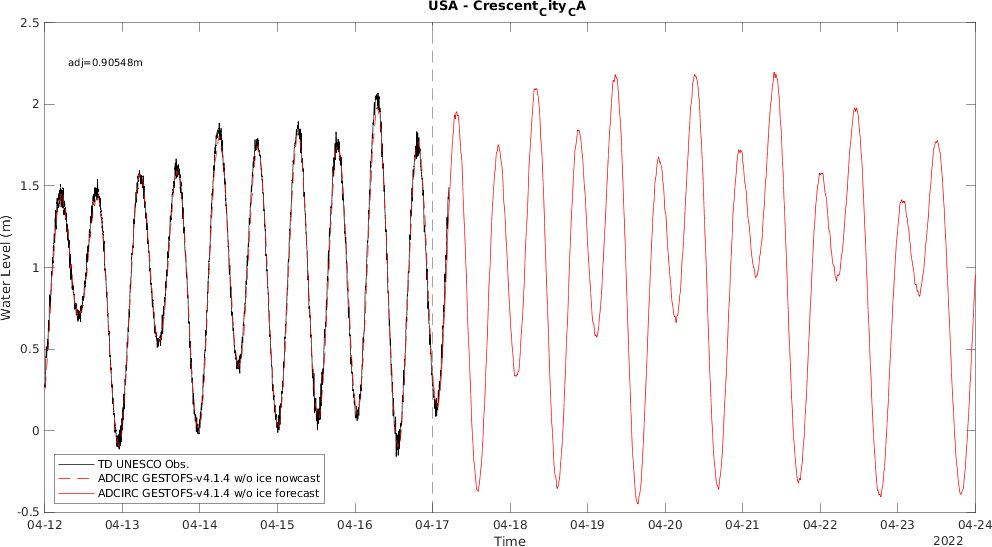 USA - Crescent_City_CA
2.5
adj=0.90548m
2
1.5
Water Level (m)
1
0.5
0
TD UNESCO Obs.
ADCIRC GESTOFS-v4.1.4 w/o ice nowcast
ADCIRC GESTOFS-v4.1.4 w/o ice forecast
-0.5
04-12 04-13 04-14 04-15 04-16 04-17 04-18 04-19 04-20 04-21 04-22 04-23 04-24
Time
2022